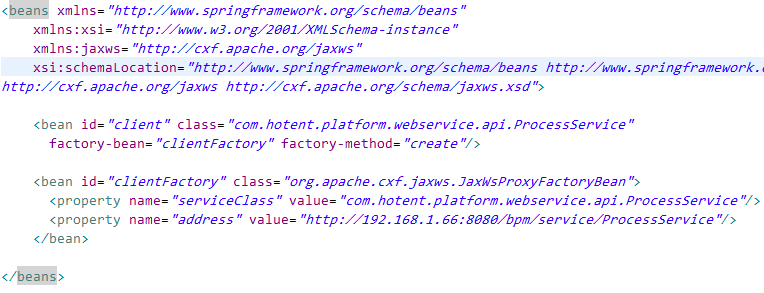 <beans xmlns="http://www.springframework.org/schema/beans"
xmlns:xsi="http://www.w3.org/2001/XMLSchema-instance"
xmlns:jaxws="http://cxf.apache.org/jaxws"
xsi:schemaLocation="http://www.springframework.org/schema/beans http://www.springframework.
http://cxf.apache.org/jaxws http://cxf.apache.org/schema/jaxws.xsd">
<bean id="client" class="com.hotent.platform.webservice.api.ProcessService"
factory-bean="clientFactory" factory-method="create"/>
<bean id="clientFactory" class="org.apache.cxf.jaxws.JaxWsProxyFactoryBean">
<property name="serviceClass" value="com.hotent.platform.webservice.api.ProcessService"/>
<property name="address" value="http://192.168.1.66:8080/bpm/service/ProcessService"/>
</bean>
</beans>